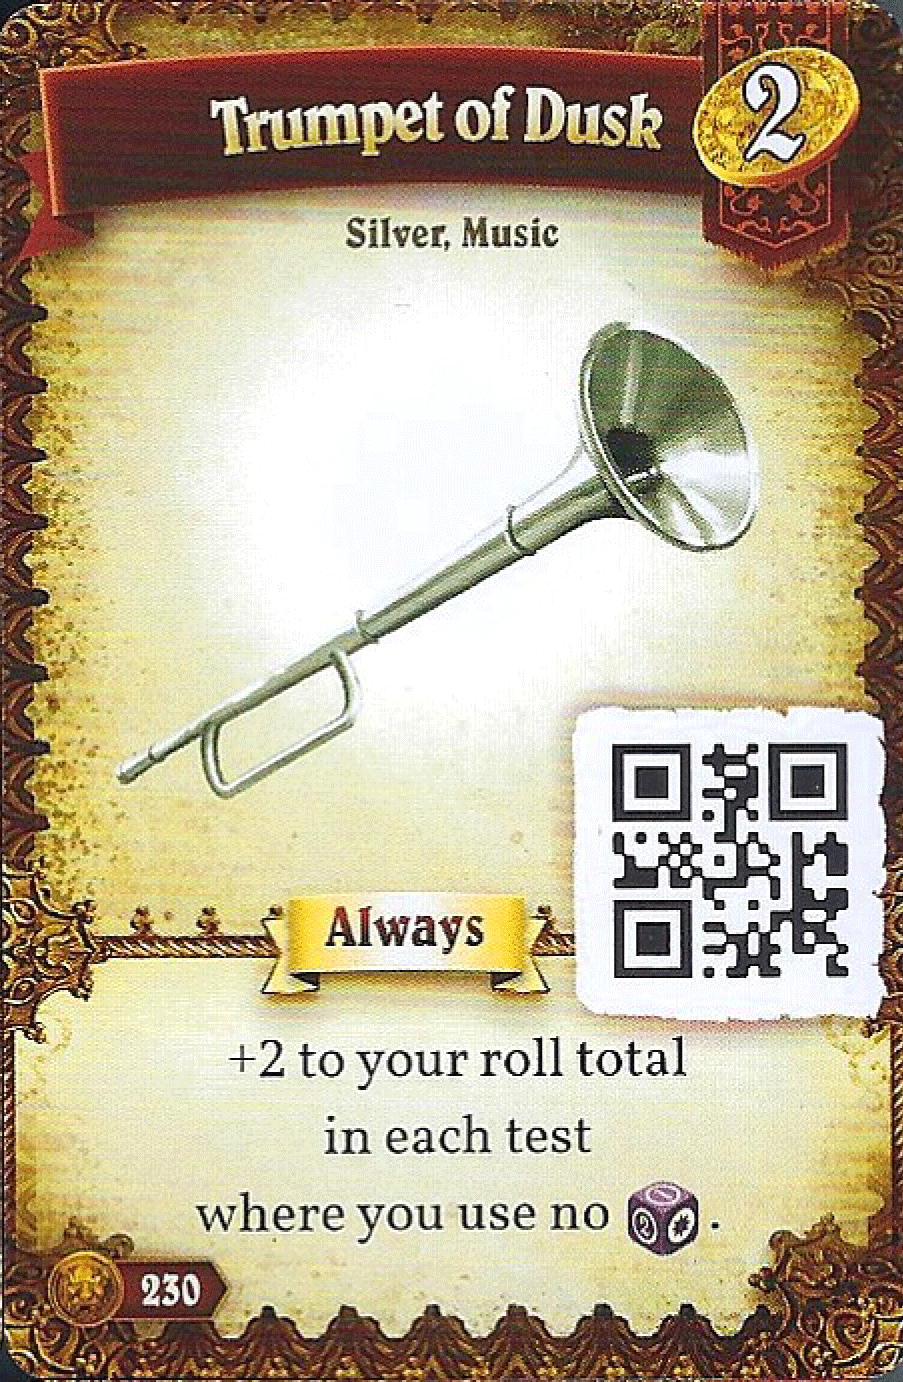 Trumpet of Dusk
2
Silver, Music
Always
+2 to your roll total
in each test
where you use no .
230